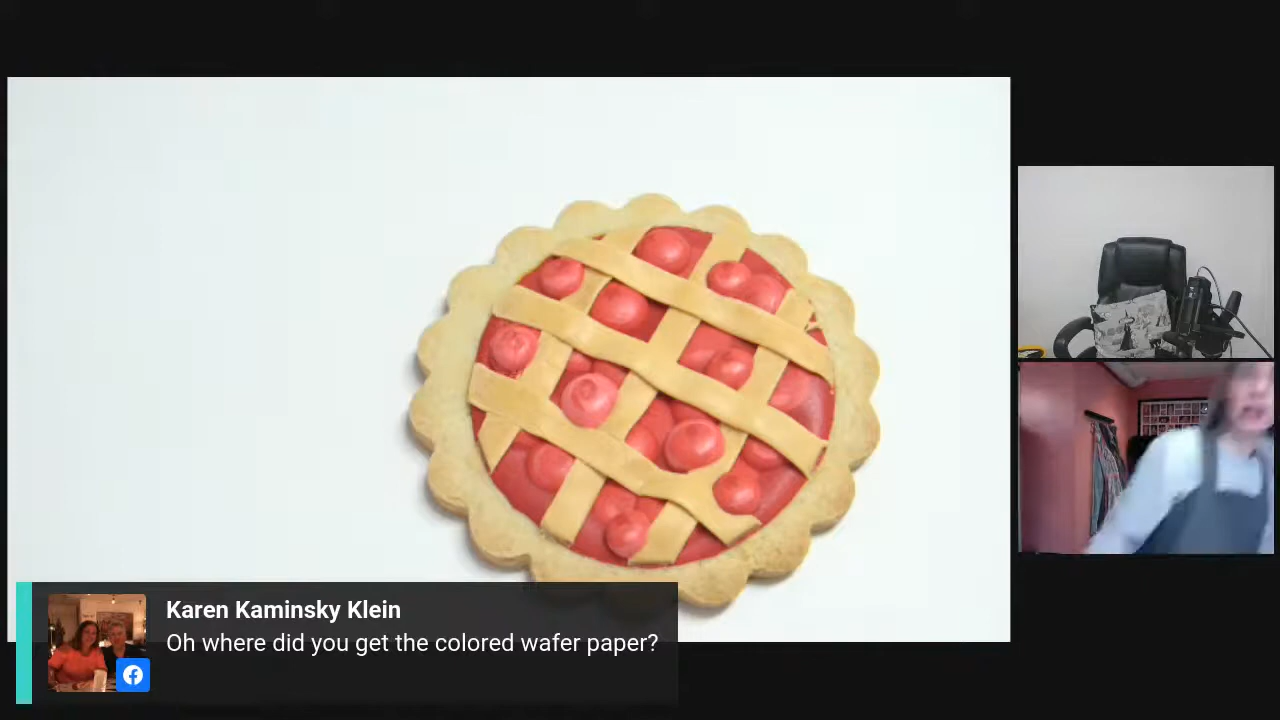 Karen Kaminsky Klein
Oh where did you get the colored wafer paper?